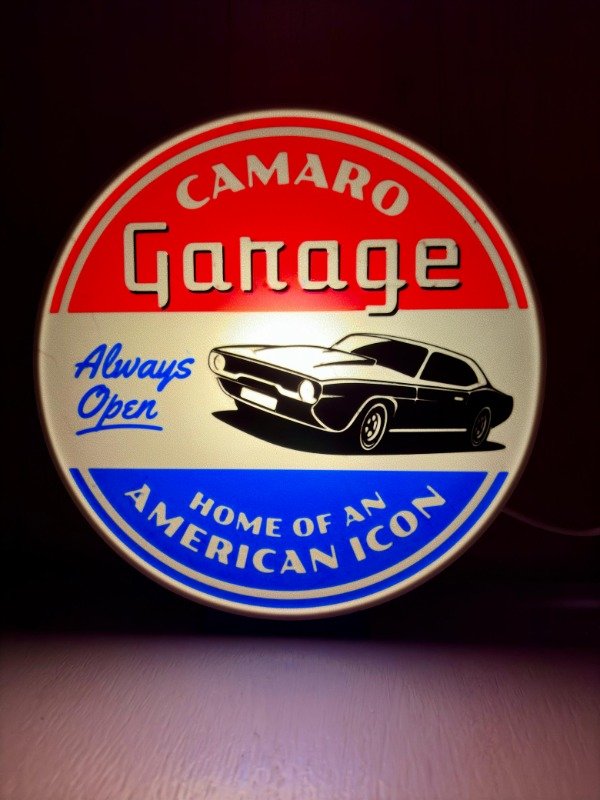 CAMARO
Garage
Always
Open
HOME OF AN
AMERICAN ICON